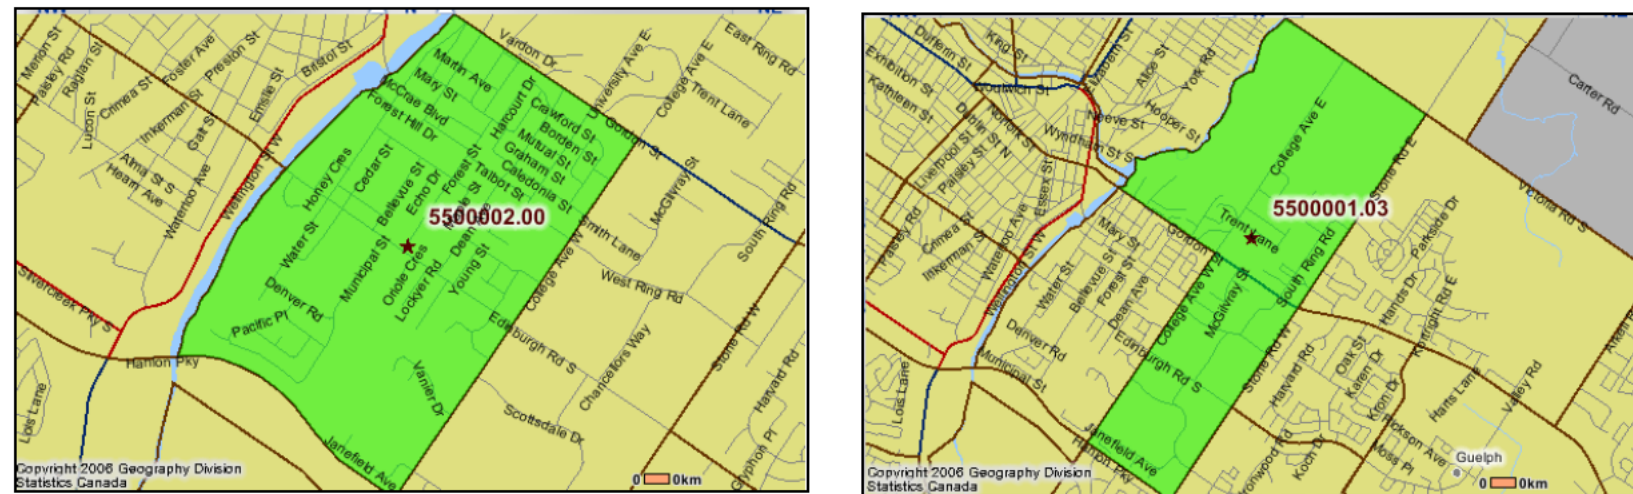 Merion St
Paisley Rd
Raglan St
Lucon St
Crimea St
Foster Ave
Preston St
Inkerman St
Galt St
Emslie St
Bristol St
Alma St S
Hearn Ave
Waterloo Ave
Wellington St W
Silvercreek Pky S
Lois Lane
Hanlon Pky
N
Vardon Dr
Martin Ave
Mary St
McCrae Blvd
Forest Hill Dr
Harcourt Dr
Crawford St
Borden St
Mutual St
Graham St
Caledonia St
Talbot St
Forest St
University Ave E
College Ave E
East Ring Rd
Trent Lane
Gordon St
Honey Cres
Cedar St
Bellevue St
Echo Dr
5500002.00
Water St
Municipal St
Oriole Cres
Lockyer Rd
Dean Ave
Young St
Denver Rd
Pacific Pl
College Ave W
Smith Lane
McGilvray St
South Ring Rd
West Ring Rd
Edinburgh Rd S
Chancellors Way
Stone Rd W
Vanier Dr
Scottsdale Dr
Harvard Rd
Glyphon Pl
Janefield Ave
Copyright 2006 Geography Division
Statistics Canada
0 0km
Dufferin St
King St
Exhibition St
Kathleen St
Woolwich St
Elizabeth St
Alice St
York Rd
Neeve St
Hooper St
Wyndham St S
Dublin St N
Norfolk St
Liverpool St
Paisley St
Essex St
Paisley Rd
Crimea St
Inkerman St
Waterloo Ave
Wellington St W
Mary St
Water St
Bellevue St
Forest St
Dean Ave
Denver Rd
Municipal St
Lois Lane
College Ave E
5500001.03
Trent Lane
Gordon St
College Ave W
McGilvray St
South Ring Rd
Edinburgh Rd S
Stone Rd E
Stone Rd W
Carter Rd
Victoria Rd S
Parkside Dr
Hands Dr
Kortright Rd E
Harvard Rd
Oak St
Karen Dr
Kron Dr
Harts Lane
Valley Rd
Rickson Ave
Moss Pl
Ironwood Rd
Koch Dr
Janefield Ave
Hanlon Pky
Guelph
Copyright 2006 Geography Division
Statistics Canada
0 0km